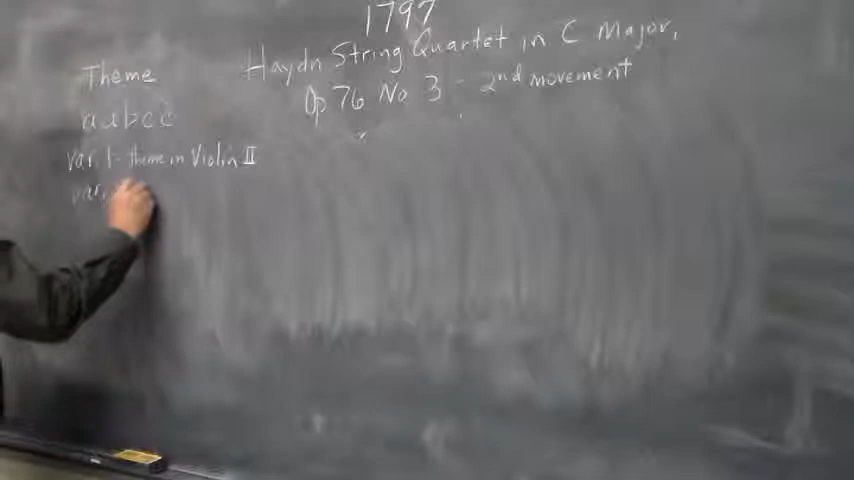 1797
Haydn String Quartet in C Major,
Op 76 No 3 - 2nd movement
Theme
aabcc
var. 1 - theme in Violin II
var.